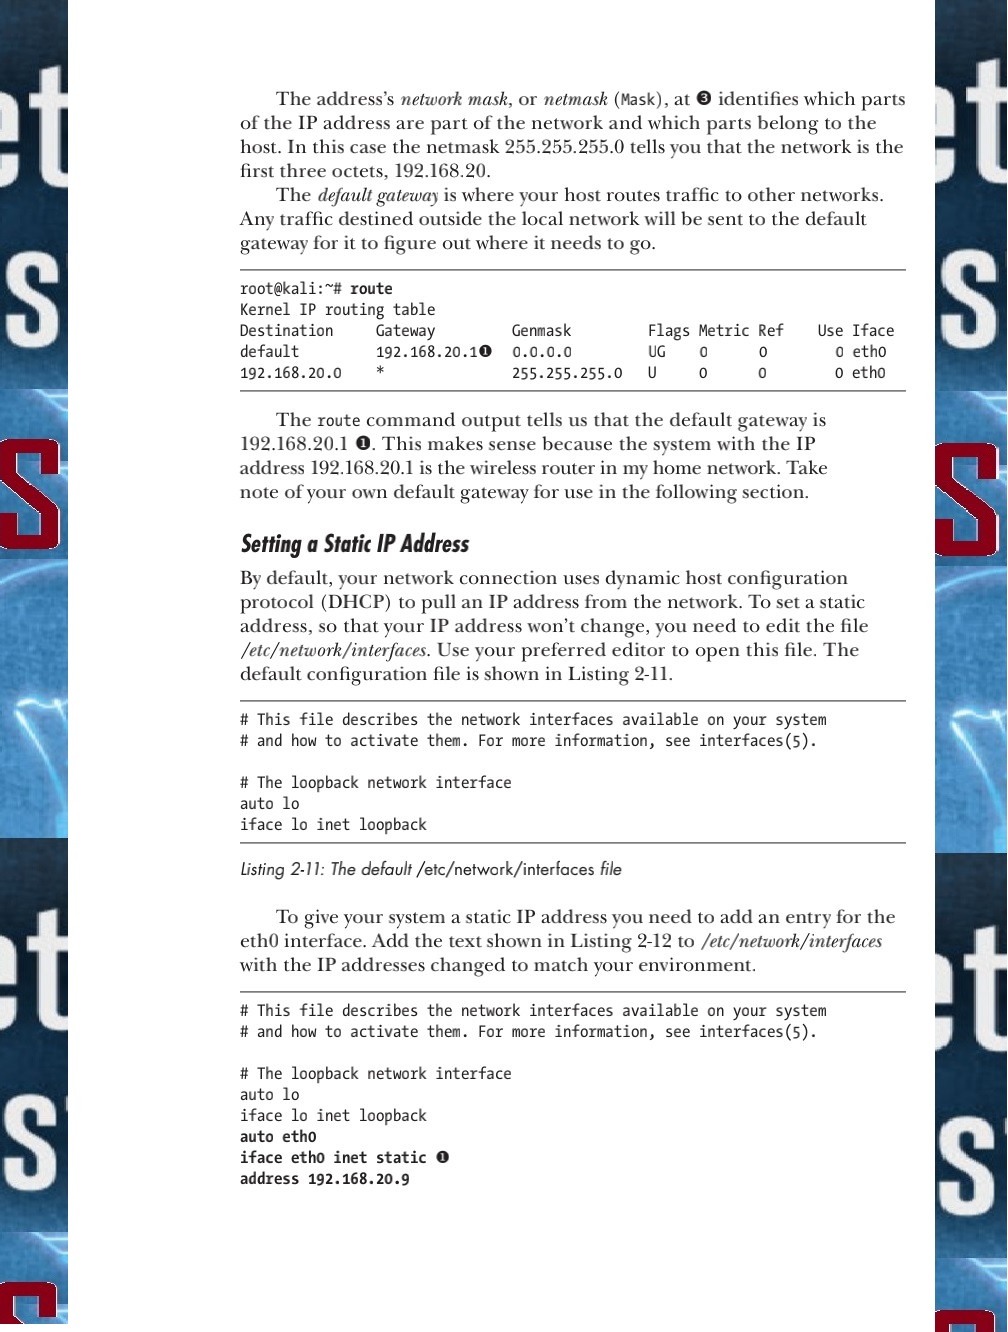 The address's network mask, or netmask (Mask), at ❸ identifies which parts
of the IP address are part of the network and which parts belong to the
host. In this case the netmask 255.255.255.0 tells you that the network is the
first three octets, 192.168.20.
The default gateway is where your host routes traffic to other networks.
Any traffic destined outside the local network will be sent to the default
gateway for it to figure out where it needs to go.
root@kali:~# route
Kernel IP routing table
Destination Gateway Genmask Flags Metric Ref Use Iface
default 192.168.20.1❶ 0.0.0.0 UG 0 0 0 eth0
192.168.20.0 * 255.255.255.0 U 0 0 0 eth0
The route command output tells us that the default gateway is
192.168.20.1 ❶. This makes sense because the system with the IP
address 192.168.20.1 is the wireless router in my home network. Take
note of your own default gateway for use in the following section.
Setting a Static IP Address
By default, your network connection uses dynamic host configuration
protocol (DHCP) to pull an IP address from the network. To set a static
address, so that your IP address won't change, you need to edit the file
/etc/network/interfaces. Use your preferred editor to open this file. The
default configuration file is shown in Listing 2-11.
# This file describes the network interfaces available on your system
# and how to activate them. For more information, see interfaces(5).
# The loopback network interface
auto lo
iface lo inet loopback
Listing 2-11: The default /etc/network/interfaces file
To give your system a static IP address you need to add an entry for the
eth0 interface. Add the text shown in Listing 2-12 to /etc/network/interfaces
with the IP addresses changed to match your environment.
# This file describes the network interfaces available on your system
# and how to activate them. For more information, see interfaces(5).
# The loopback network interface
auto lo
iface lo inet loopback
auto eth0
iface eth0 inet static ❶
address 192.168.20.9